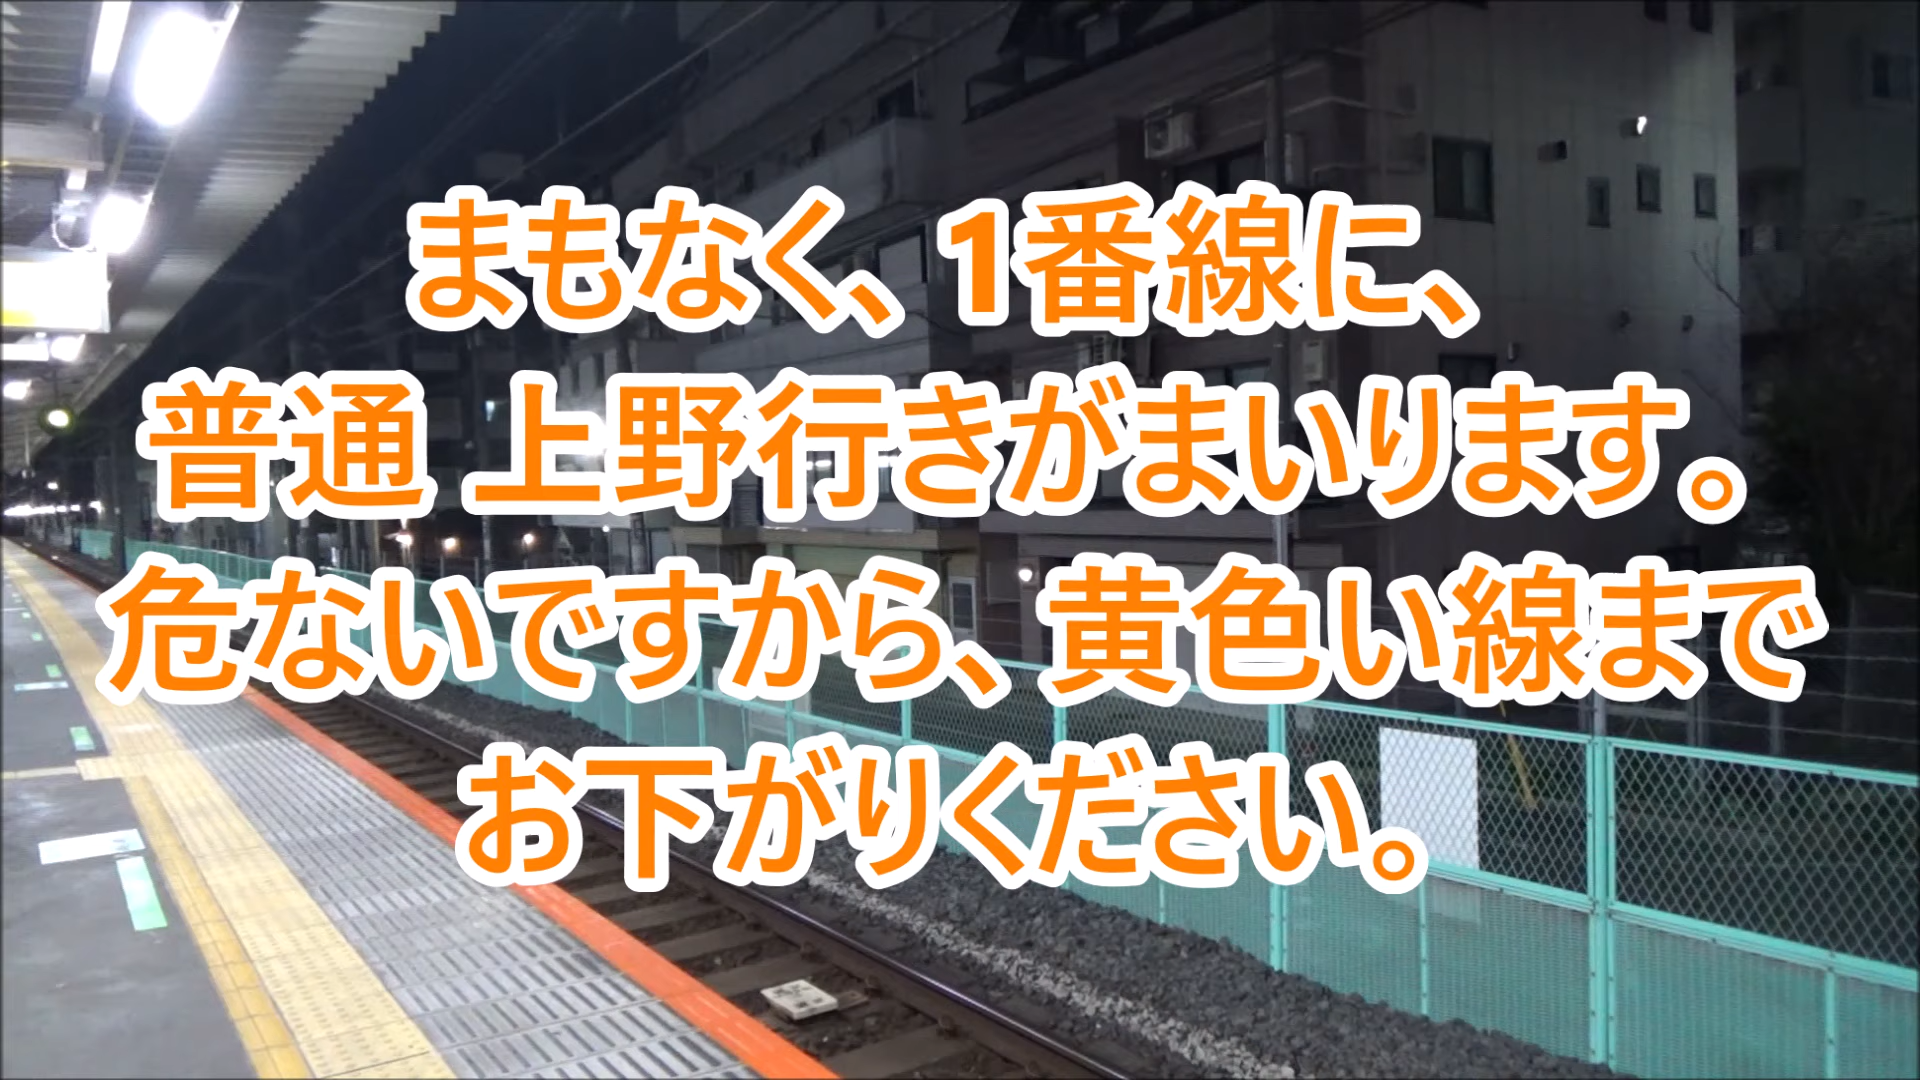 まもなく、1番線に、
普通 上野行きがまいります。
危ないですから、黄色い線まで
お下がりください。